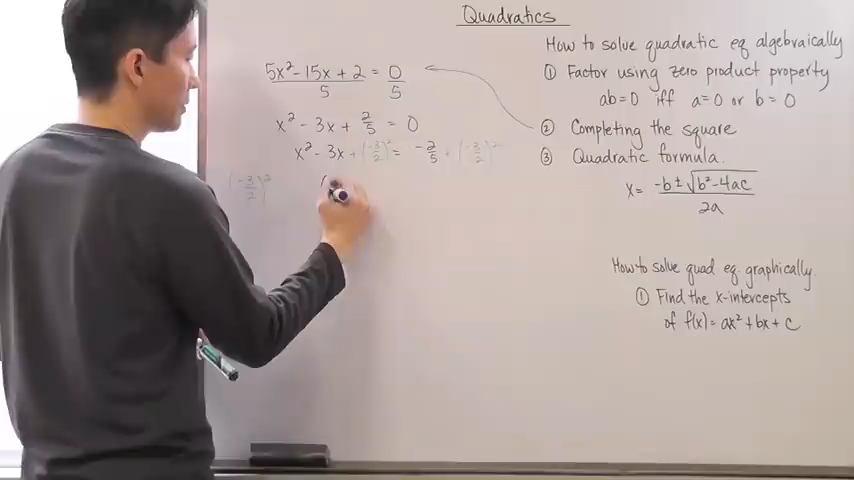 Quadratics
5x² - 15x + 2 = 0
5 5
x² - 3x + 2/5 = 0
x² - 3x + (-3/2)² = -2/5 + (-3/2)²
(-3/2)²
(
How to solve quadratic eq algebraically
① Factor using zero product property
ab = 0 iff a = 0 or b = 0
② Completing the square
③ Quadratic formula.
x = -b ± √b² - 4ac
2a
How to solve quad eq. graphically.
① Find the x-intercepts
of f(x) = ax² + bx + c